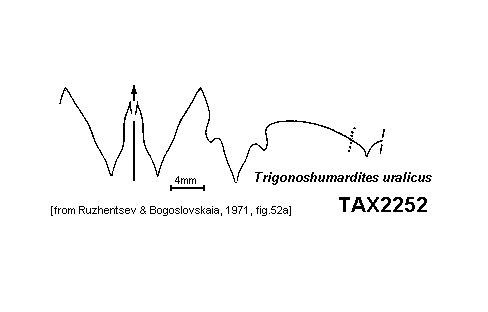 4mm
Trigonoshumardites uralicus
TAX2252
[from Ruzhentsev & Bogoslovskaia, 1971, fig.52a]